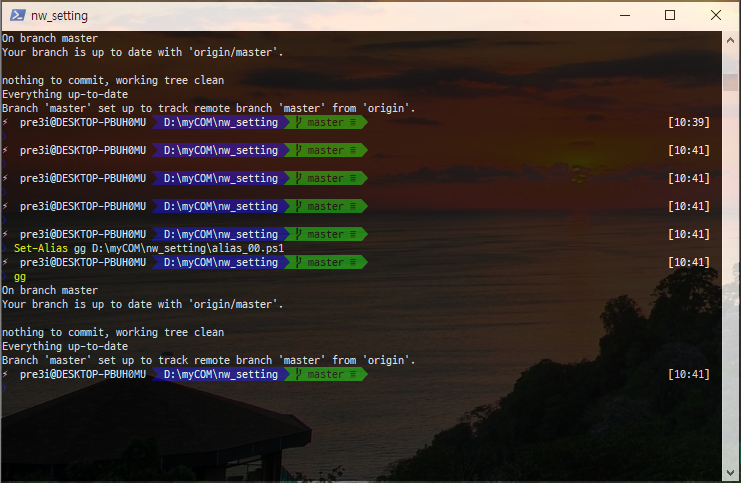 nw_setting
On branch master
Your branch is up to date with 'origin/master'.
nothing to commit, working tree clean
Everything up-to-date
Branch 'master' set up to track remote branch 'master' from 'origin'.
⚡ pre3i@DESKTOP-PBUH0MU D:\myCOM\nw_setting master ≡ [10:39]
⚡ pre3i@DESKTOP-PBUH0MU D:\myCOM\nw_setting master ≡ [10:41]
⚡ pre3i@DESKTOP-PBUH0MU D:\myCOM\nw_setting master ≡ [10:41]
⚡ pre3i@DESKTOP-PBUH0MU D:\myCOM\nw_setting master ≡ [10:41]
⚡ pre3i@DESKTOP-PBUH0MU D:\myCOM\nw_setting master ≡ [10:41]
Set-Alias gg D:\myCOM\nw_setting\alias_00.ps1
⚡ pre3i@DESKTOP-PBUH0MU D:\myCOM\nw_setting master ≡ [10:41]
gg
On branch master
Your branch is up to date with 'origin/master'.
nothing to commit, working tree clean
Everything up-to-date
Branch 'master' set up to track remote branch 'master' from 'origin'.
⚡ pre3i@DESKTOP-PBUH0MU D:\myCOM\nw_setting master ≡ [10:41]